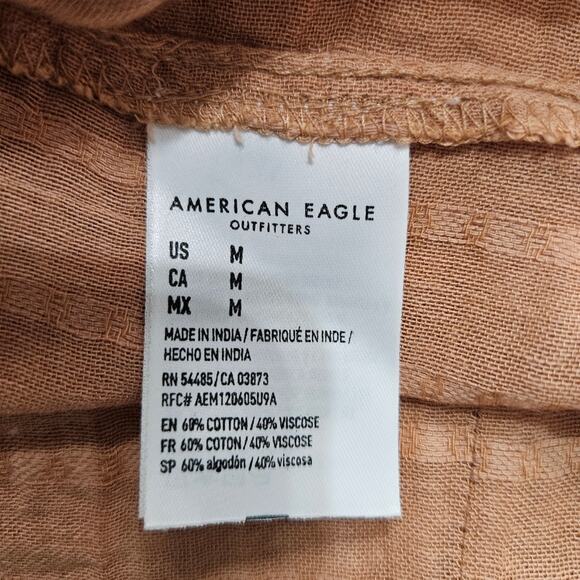 AMERICAN EAGLE
OUTFITTERS
US M
CA M
MX M
MADE IN INDIA / FABRIQUÉ EN INDE /
HECHO EN INDIA
RN 54485 / CA 03873
RFC# AEM120605U9A
EN 60% COTTON / 40% VISCOSE
FR 60% COTON / 40% VISCOSE
SP 60% algodón / 40% viscosa